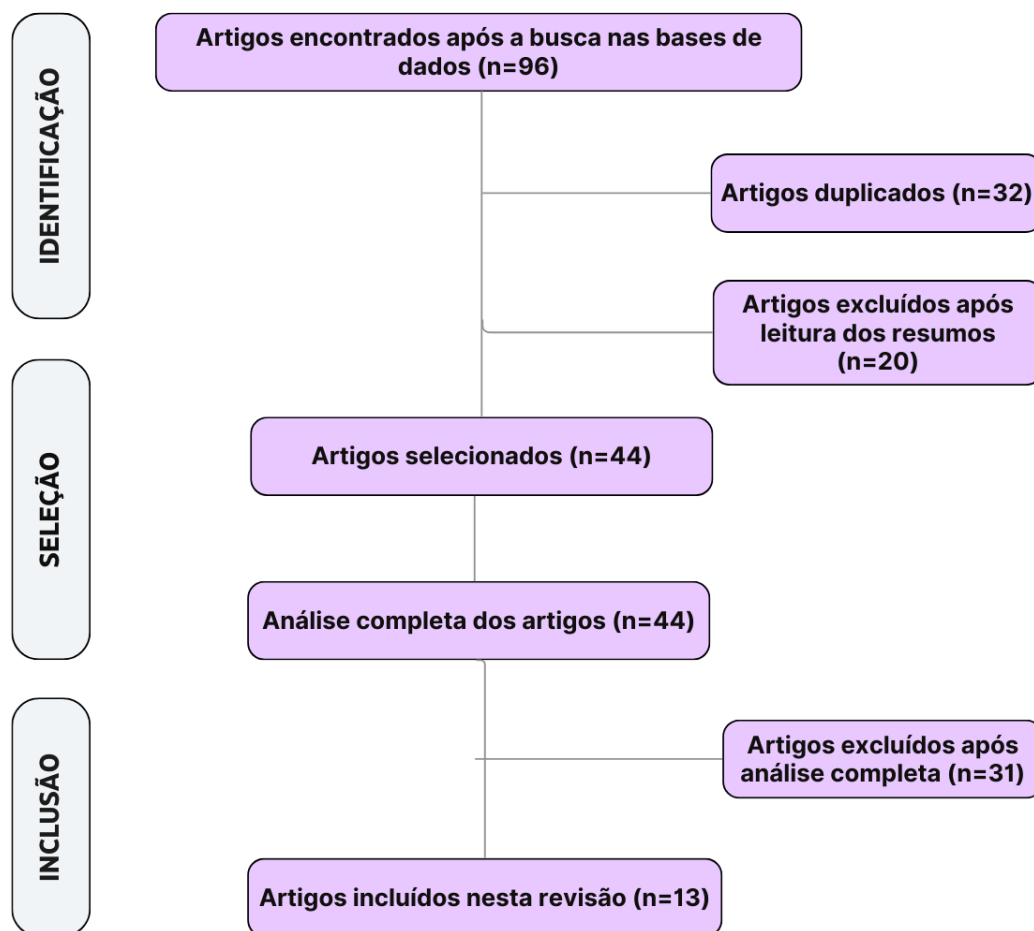 IDENTIFICAÇÃO
Artigos encontrados após a busca nas bases de
dados (n=96)
Artigos duplicados (n=32)
Artigos excluídos após
leitura dos resumos
(n=20)
SELEÇÃO
Artigos selecionados (n=44)
Análise completa dos artigos (n=44)
INCLUSÃO
Artigos excluídos após
análise completa (n=31)
Artigos incluídos nesta revisão (n=13)